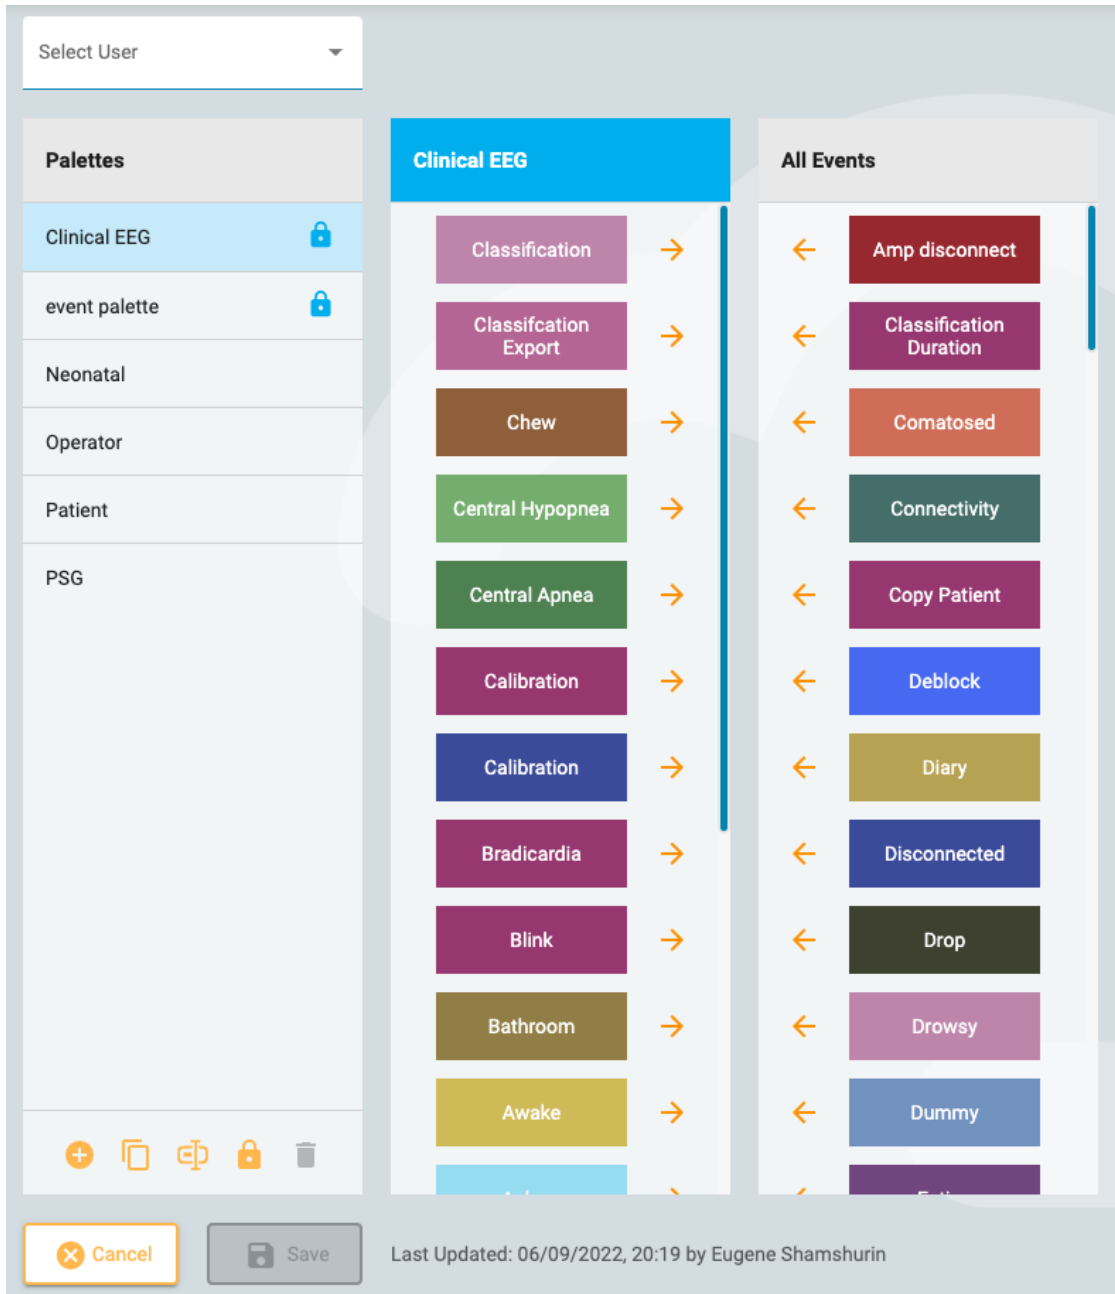 Select User
Palettes
Clinical EEG
event palette
Neonatal
Operator
Patient
PSG
Clinical EEG
Classification
Classifcation
Export
Chew
Central Hypopnea
Central Apnea
Calibration
Calibration
Bradicardia
Blink
Bathroom
Awake
All Events
Amp disconnect
Classification
Duration
Comatosed
Connectivity
Copy Patient
Deblock
Diary
Disconnected
Drop
Drowsy
Dummy
Cancel
Save
Last Updated: 06/09/2022, 20:19 by Eugene Shamshurin